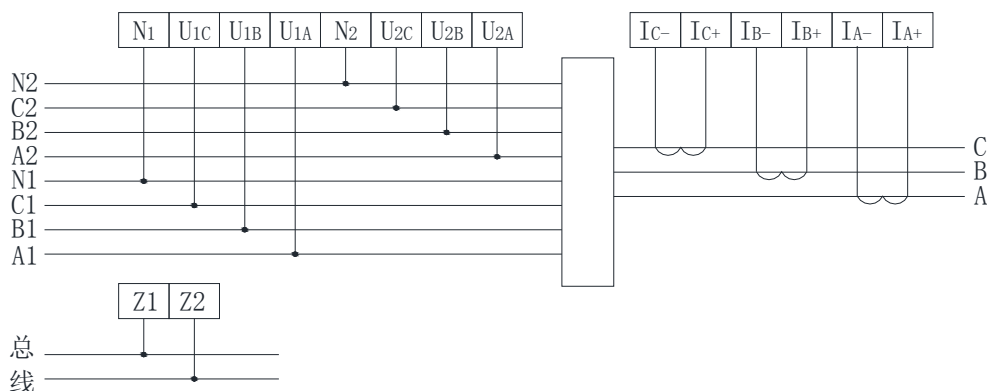 N1 U1C U1B U1A N2 U2C U2B U2A
IC- IC+ IB- IB+ IA- IA+
N2
C2
B2
A2
N1
C1
B1
A1
C
B
A
Z1 Z2
总
线